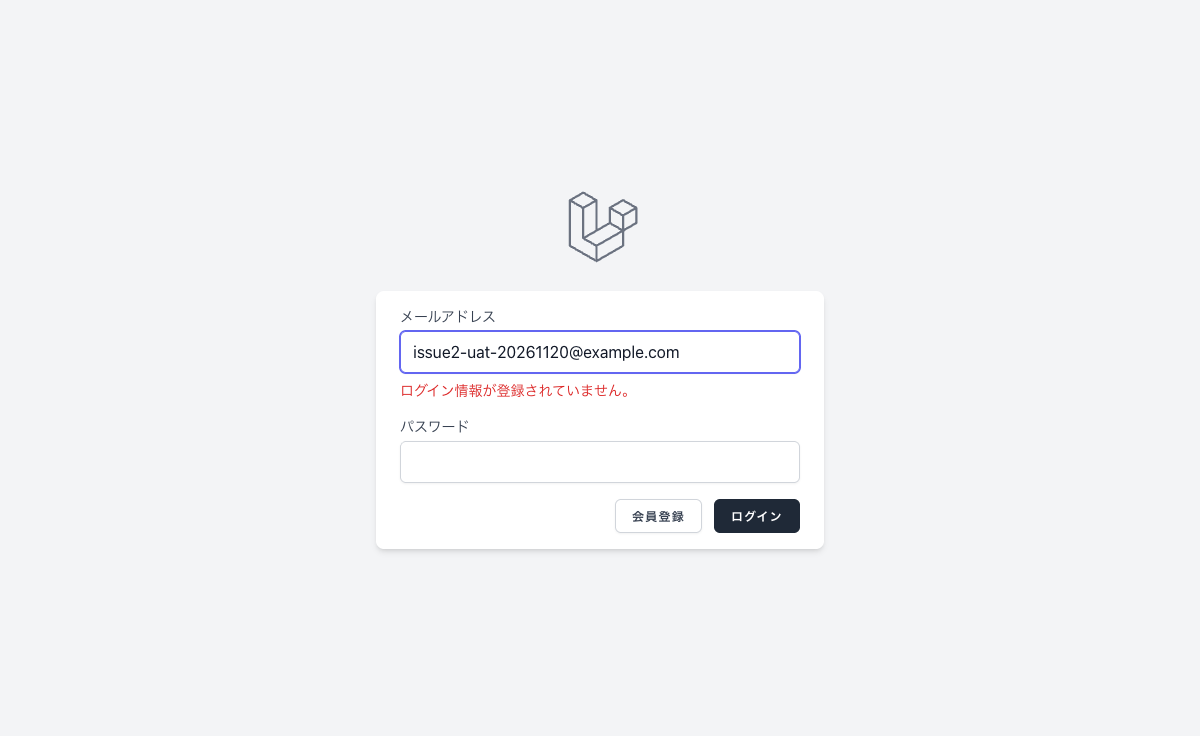 メールアドレス
issue2-uat-20261120@example.com
ログイン情報が登録されていません。
パスワード
会員登録
ログイン